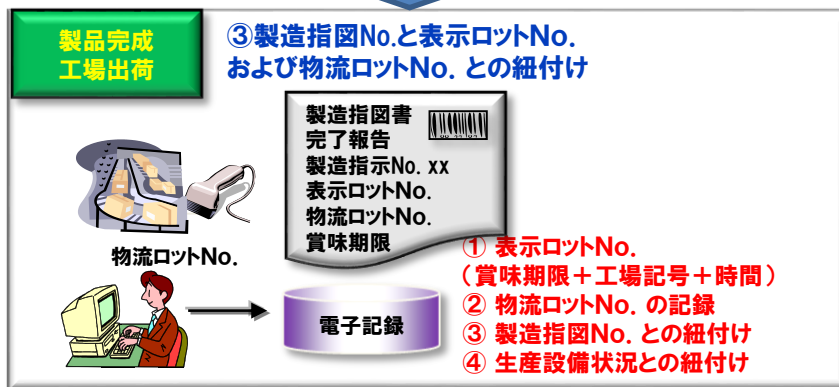 製品完成
工場出荷
③製造指図No.と表示ロットNo.
および物流ロットNo. との紐付け
製造指図書
完了報告
製造指示No. xx
表示ロットNo.
物流ロットNo.
賞味期限
物流ロットNo.
電子記録
① 表示ロットNo.
（賞味期限＋工場記号＋時間）
② 物流ロットNo. の記録
③ 製造指図No. との紐付け
④ 生産設備状況との紐付け